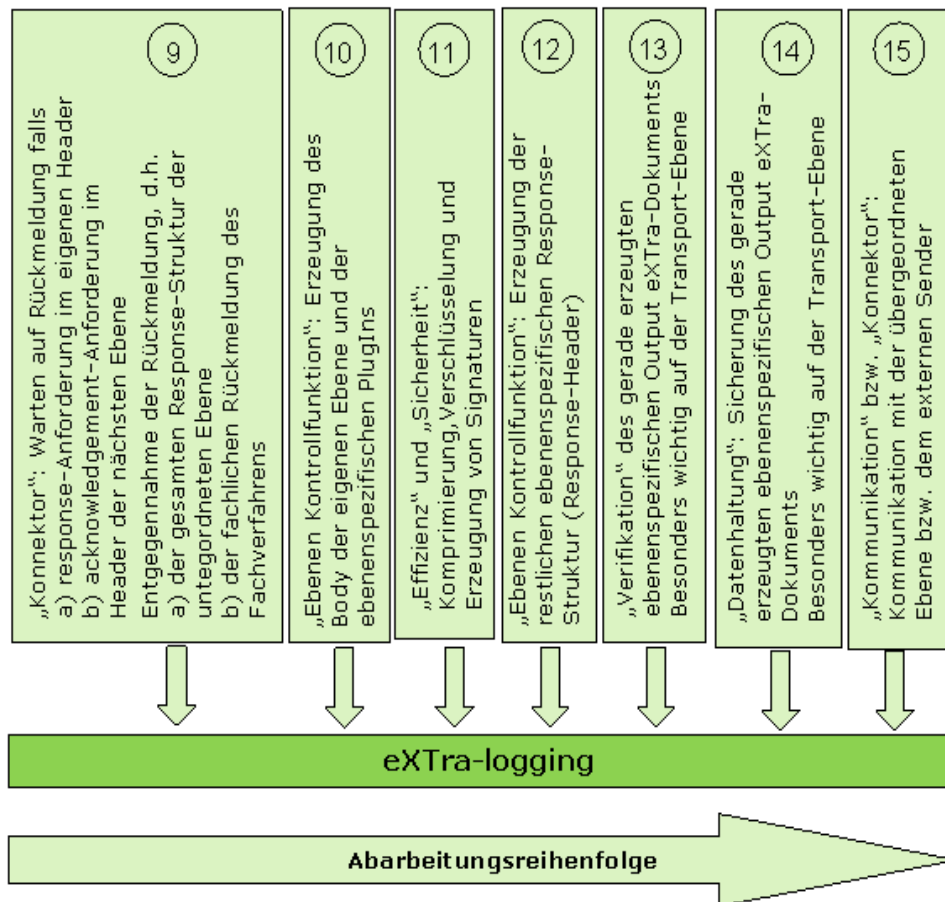 9
„Konnektor“: Warten auf Rückmeldung falls
a) response-Anforderung im eigenen Header
b) acknowledgement-Anforderung im
Header der nächsten Ebene
Entgegennahme der Rückmeldung, d.h.
a) der gesamten Response-Struktur der
untegordneten Ebene
b) der fachlichen Rückmeldung des
Fachverfahrens
10
„Ebenen Kontrollfunktion“: Erzeugung des
Body der eigenen Ebene und der
ebenenspezifischen PlugIns
11
„Effizienz“ und „Sicherheit“:
Komprimierung,Verschlüsselung und
Erzeugung von Signaturen
12
„Ebenen Kontrollfunktion“: Erzeugung der
restlichen ebenenspezifischen Response-
Struktur (Response-Header)
13
„Verifikation“ des gerade erzeugten
ebenenspezifischen Output eXTra-Dokuments
Besonders wichtig auf der Transport-Ebene
14
„Datenhaltung“: Sicherung des gerade
erzeugten ebenenspezifischen Output eXTra-
Dokuments
Besonders wichtig auf der Transport-Ebene
15
„Kommunikation“ bzw. „Konnektor“:
Kommunikation mit der übergeordneten
Ebene bzw. dem externen Sender
eXTra-logging
Abarbeitungsreihenfolge